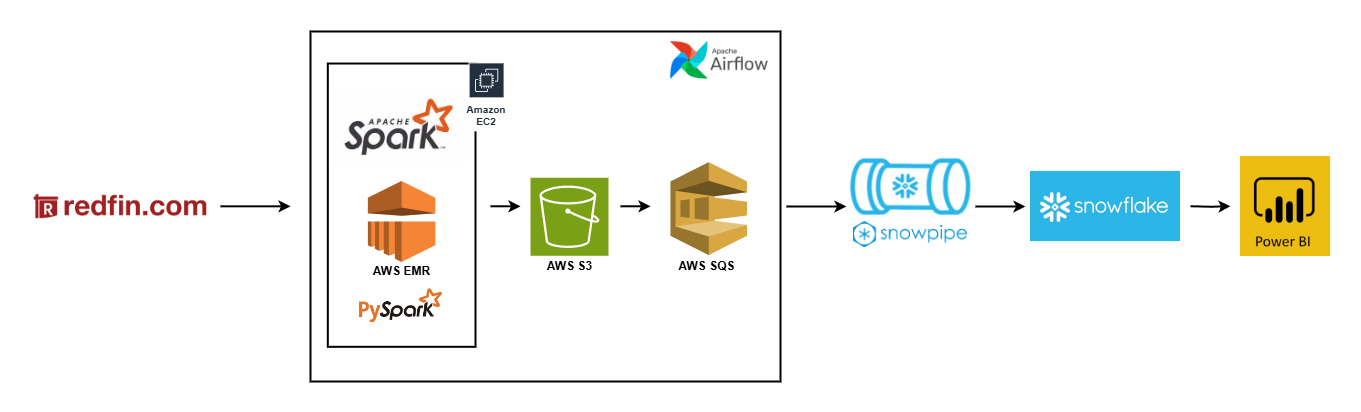 Apache
Airflow
Amazon
EC2
APACHE
Spark
R redfin.com
AWS EMR
PySpark
AWS S3
AWS SQS
snowpipe
snowflake
Power BI